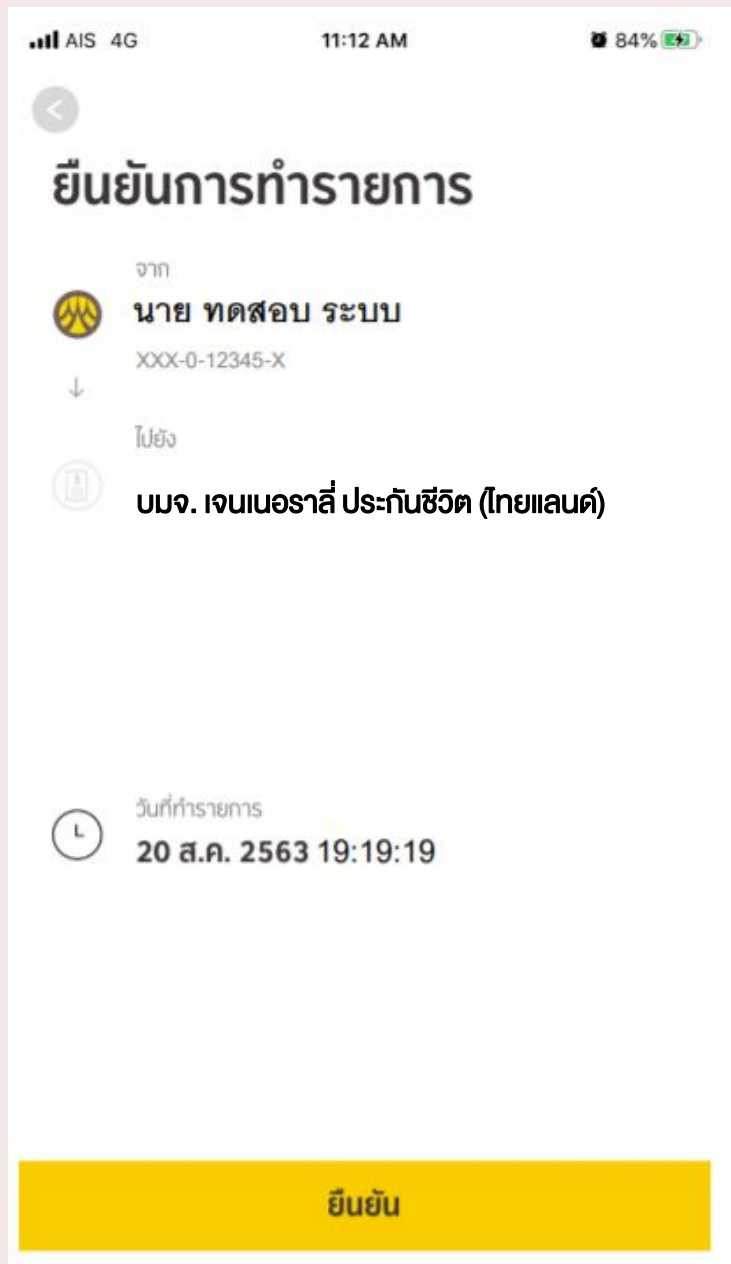 AIS 4G 11:12 AM 84%
ยืนยันการทำรายการ
จาก
นาย ทดสอบ ระบบ
XXX-0-12345-X
ไปยัง
บมจ. เจนเนอราลี่ ประกันชีวิต (ไทยแลนด์)
วันที่ทำรายการ
20 ส.ค. 2563 19:19:19
ยืนยัน